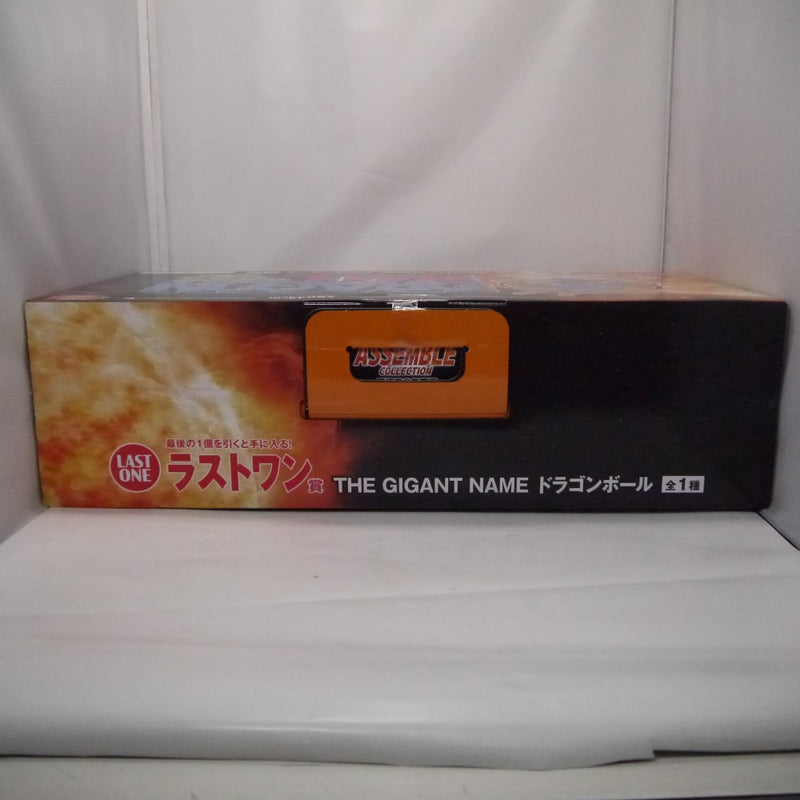 ASSEMBLE
COLLECTION
最後の1個を引くと手に入る!
LAST
ONE
ラストワン賞
THE GIGANT NAME ドラゴンボール 全1種